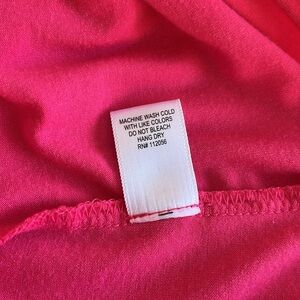 MACHINE WASH COLD
WITH LIKE COLORS
DO NOT BLEACH
HANG DRY
RN# 112056